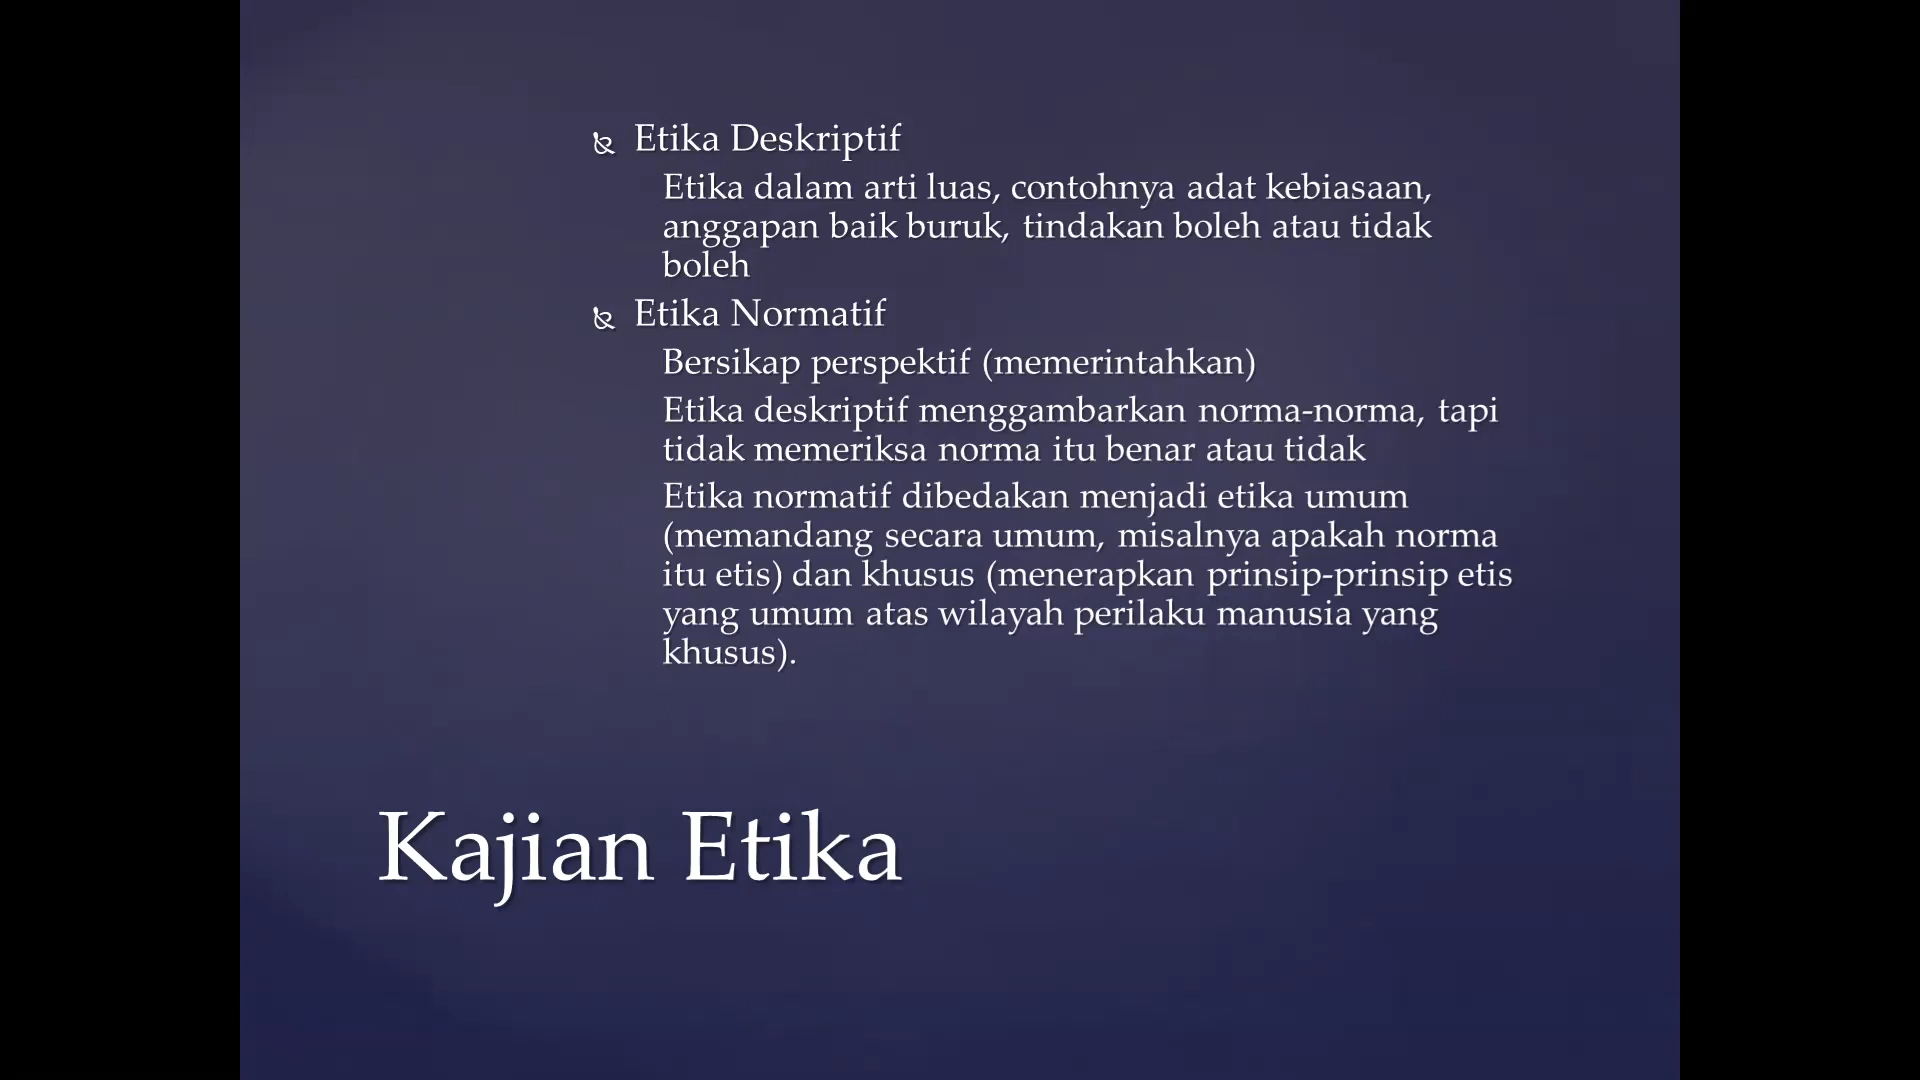 Etika Deskriptif
Etika dalam arti luas, contohnya adat kebiasaan,
anggapan baik buruk, tindakan boleh atau tidak
boleh
Etika Normatif
Bersikap perspektif (memerintahkan)
Etika deskriptif menggambarkan norma-norma, tapi
tidak memeriksa norma itu benar atau tidak
Etika normatif dibedakan menjadi etika umum
(memandang secara umum, misalnya apakah norma
itu etis) dan khusus (menerapkan prinsip-prinsip etis
yang umum atas wilayah perilaku manusia yang
khusus).
Kajian Etika